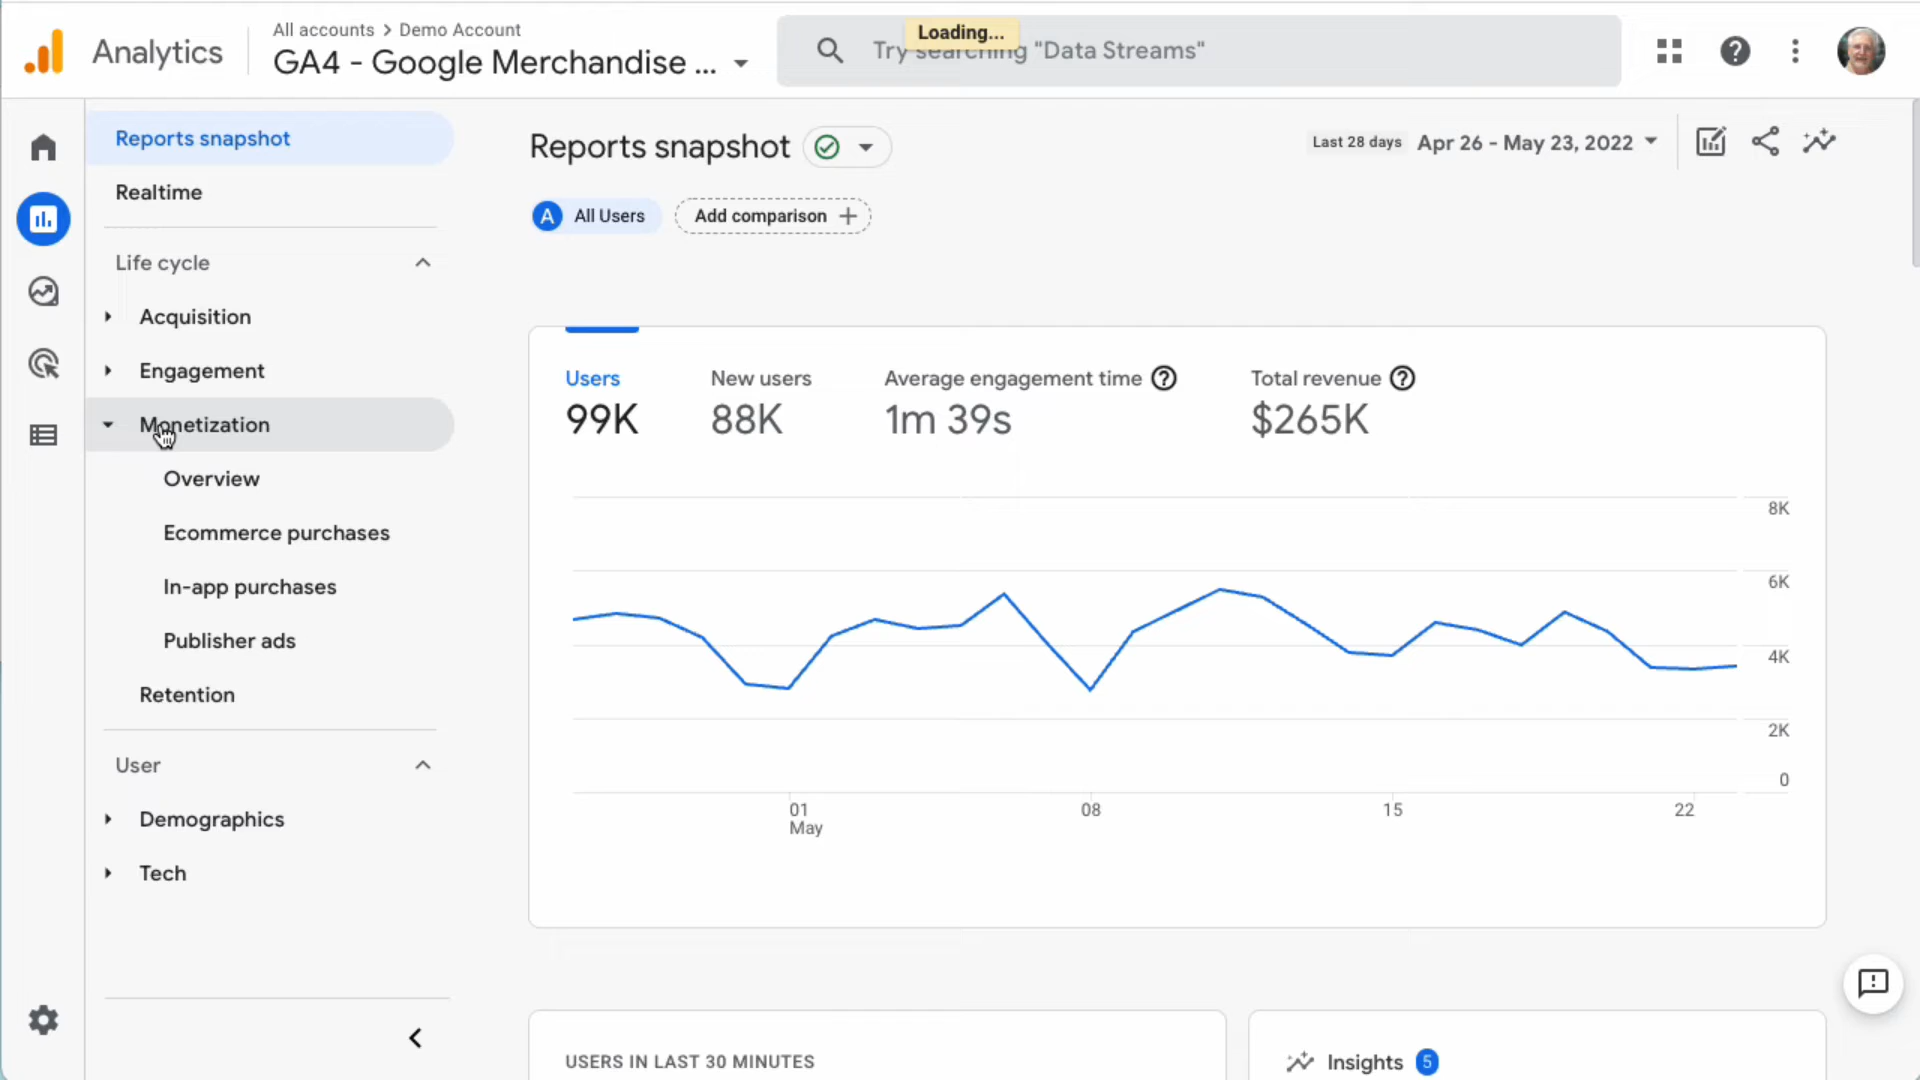 Analytics
All accounts > Demo Account
GA4 - Google Merchandise ...
Loading...
Try searching "Data Streams"
Reports snapshot
Realtime
Life cycle
Acquisition
Engagement
Monetization
Overview
Ecommerce purchases
In-app purchases
Publisher ads
Retention
User
Demographics
Tech
Reports snapshot
Last 28 days Apr 26 - May 23, 2022
A All Users
Add comparison +
Users
99K
New users
88K
Average engagement time
1m 39s
Total revenue
$265K
8K
6K
4K
2K
0
01
May
08
15
22
USERS IN LAST 30 MINUTES
Insights 5